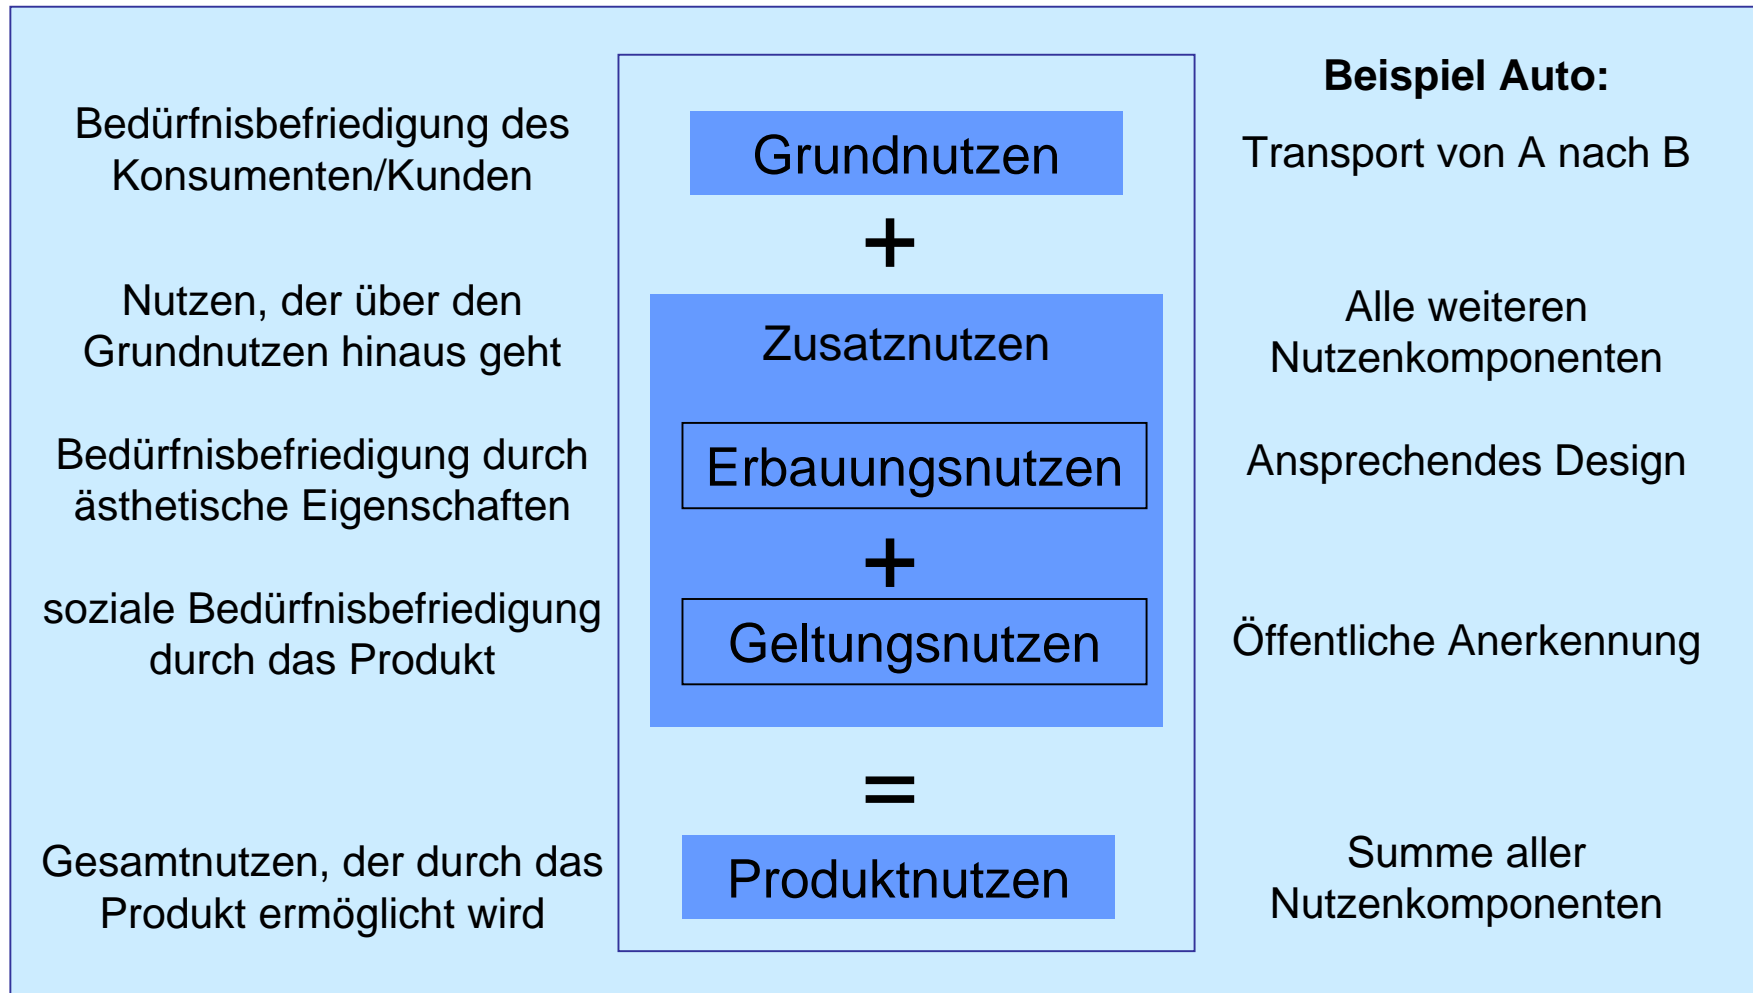 Beispiel Auto:
Bedürfnisbefriedigung des
Konsumenten/Kunden
Grundnutzen
Transport von A nach B
+
Nutzen, der über den
Grundnutzen hinaus geht
Zusatznutzen
Alle weiteren
Nutzenkomponenten
Bedürfnisbefriedigung durch
ästhetische Eigenschaften
Erbauungsnutzen
Ansprechendes Design
+
soziale Bedürfnisbefriedigung
durch das Produkt
Geltungsnutzen
Öffentliche Anerkennung
=
Gesamtnutzen, der durch das
Produkt ermöglicht wird
Produktnutzen
Summe aller
Nutzenkomponenten